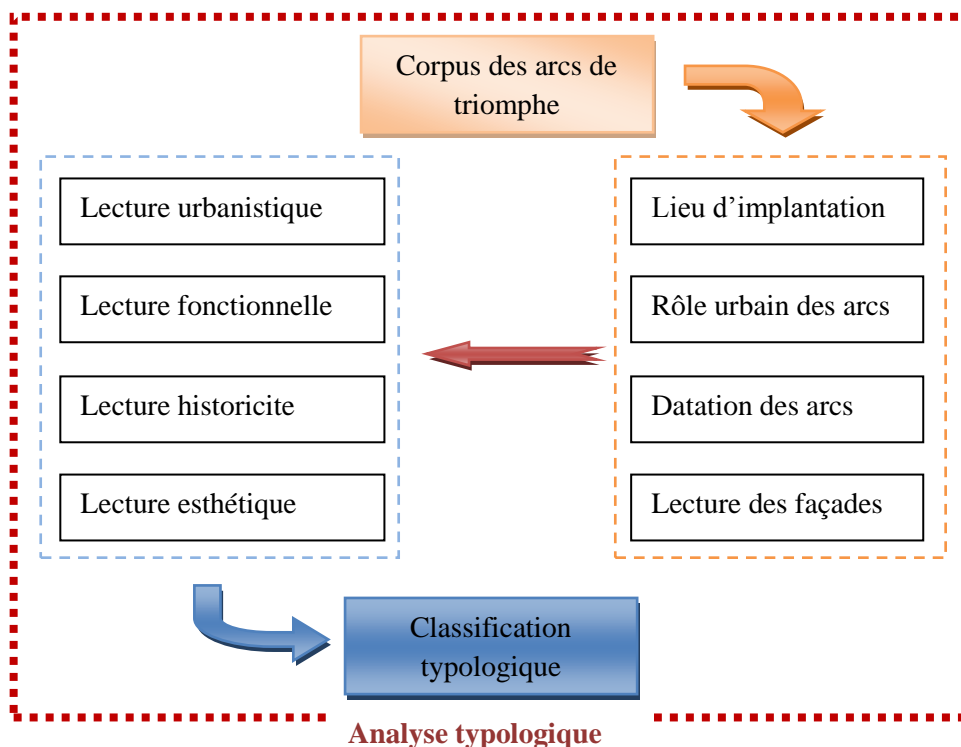 Corpus des arcs de
triomphe
Lecture urbanistique
Lecture fonctionnelle
Lecture historicite
Lecture esthétique
Lieu d’implantation
Rôle urbain des arcs
Datation des arcs
Lecture des façades
Classification
typologique
Analyse typologique